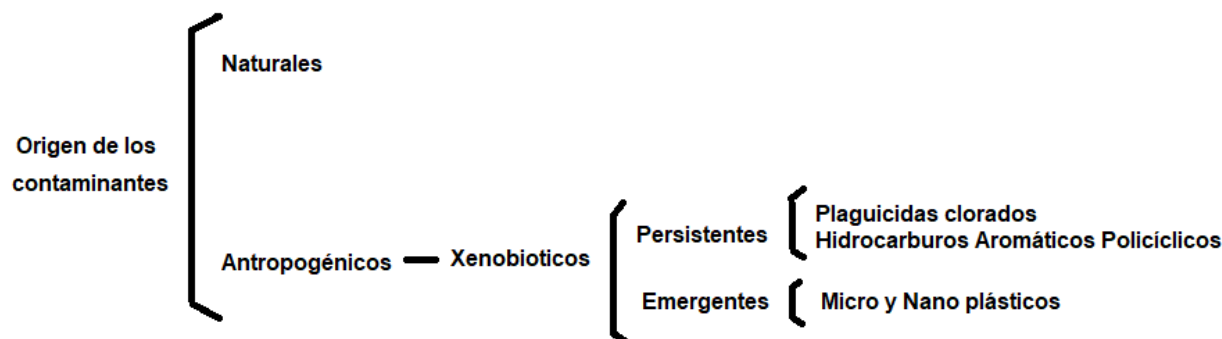 Origen de los
contaminantes
Naturales
Antropogénicos
Xenobioticos
Persistentes
Plaguicidas clorados
Hidrocarburos Aromáticos Policíclicos
Emergentes
Micro y Nano plásticos